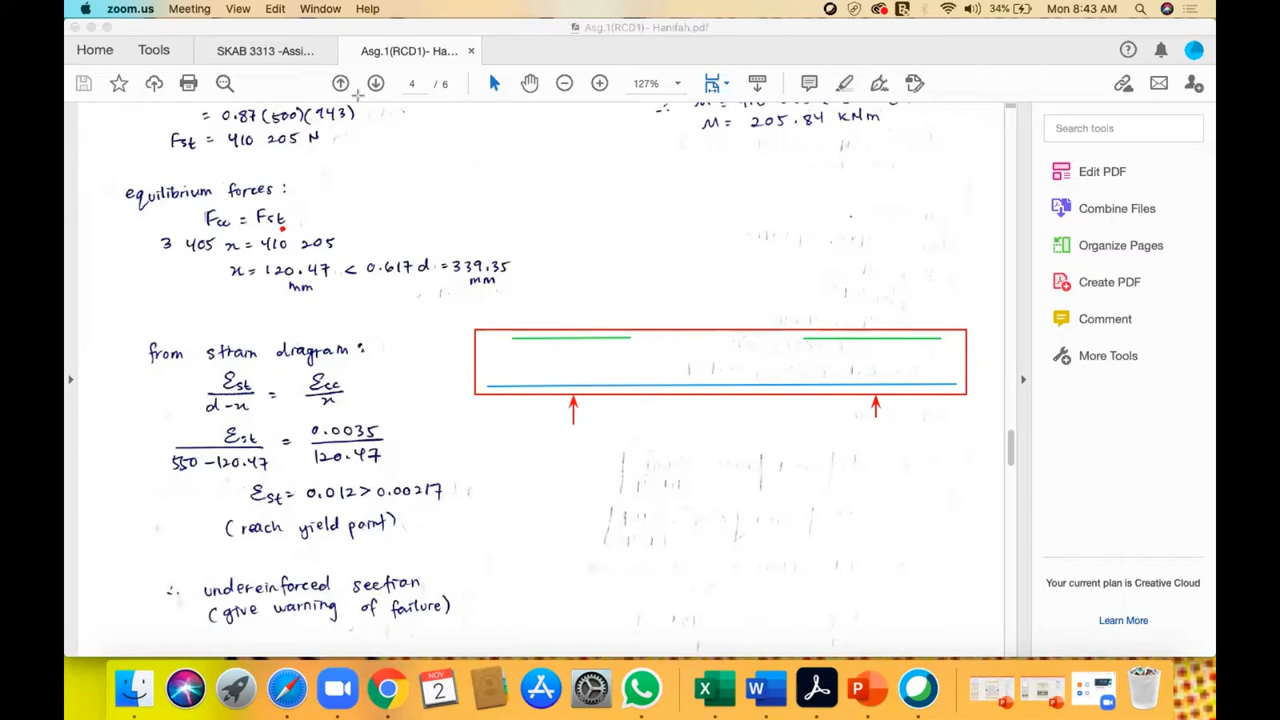 zoom.us Meeting View Edit Window Help
34% Mon 8:43 AM
Asg.1(RCD1)- Hanifah.pdf
Home Tools SKAB 3313 -Assi... Asg.1(RCD1)- Ha... ×
4 / 6 127%
= 0.87 (500)(943)
Fst = 410 205 N
M = 205.84 kNm
equilibrium forces :
Fcc = Fst
3 405 x = 410 205
x = 120.47 < 0.617 d = 339.35
mm mm
from strain diagram :
εst = εcc
d-x x
εst = 0.0035
550-120.47 120.47
εst = 0.012 > 0.00217
(reach yield point)
∴ undereinforced section
(give warning of failure)
Search tools
Edit PDF
Combine Files
Organize Pages
Create PDF
Comment
More Tools
Your current plan is Creative Cloud
Learn More
NOV
2